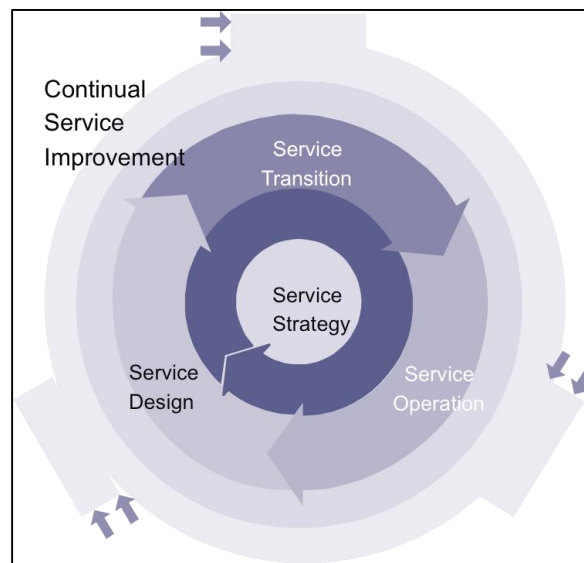 Continual
Service
Improvement
Service
Transition
Service
Strategy
Service
Design
Service
Operation